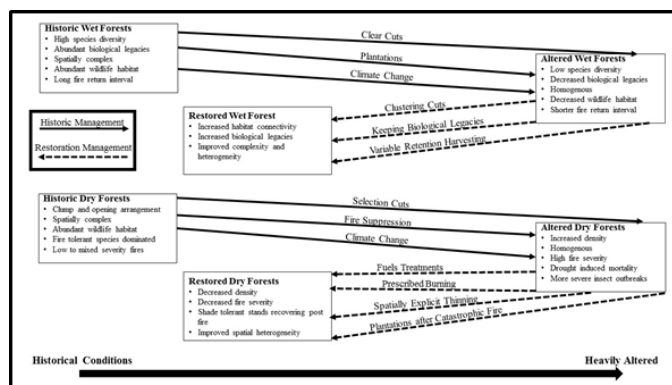 Historic Wet Forests
• High species diversity
• Abundant biological legacies
• Spatially complex
• Abundant wildlife habitat
• Long fire return interval
Clear Cuts
Plantations
Climate Change
Altered Wet Forests
• Low species diversity
• Decreased biological legacies
• Homogenous
• Decreased wildlife habitat
• Shorter fire return interval
Clustering Cuts
Keeping Biological Legacies
Variable Retention Harvesting
Restored Wet Forest
• Increased habitat connectivity
• Increased biological legacies
• Improved complexity and
heterogeneity
Historic Management
Restoration Management
Historic Dry Forests
• Clump and opening arrangement
• Spatially complex
• Abundant wildlife habitat
• Fire tolerant species dominated
• Low to mixed severity fires
Selection Cuts
Fire Suppression
Climate Change
Altered Dry Forests
• Increased density
• Homogenous
• High fire severity
• Drought induced mortality
• More severe insect outbreaks
Fuels Treatments
Prescribed Burning
Spatially Explicit Thinning
Plantations after Catastrophic Fire
Restored Dry Forests
• Decreased density
• Decreased fire severity
• Shade tolerant stands recovering post
fire
• Improved spatial heterogeneity
Historical Conditions
Heavily Altered